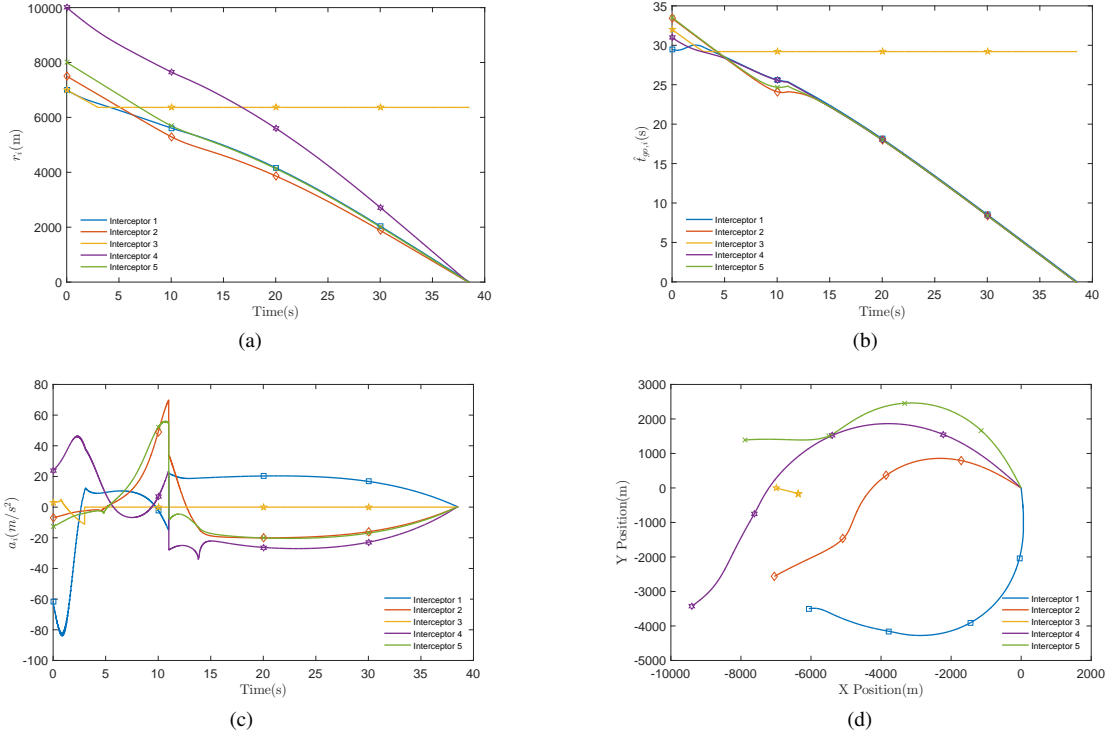 10000
8000
6000
4000
2000
0
0 5 10 15 20 25 30 35 40
r_i(m)
Time(s)
Interceptor 1
Interceptor 2
Interceptor 3
Interceptor 4
Interceptor 5
(a)
35
30
25
20
15
10
5
0
0 5 10 15 20 25 30 35 40
t̂_{go,i}(s)
Time(s)
Interceptor 1
Interceptor 2
Interceptor 3
Interceptor 4
Interceptor 5
(b)
80
60
40
20
0
-20
-40
-60
-80
-100
0 5 10 15 20 25 30 35 40
a_i(m/s²)
Time(s)
Interceptor 1
Interceptor 2
Interceptor 3
Interceptor 4
Interceptor 5
(c)
3000
2000
1000
0
-1000
-2000
-3000
-4000
-5000
-10000 -8000 -6000 -4000 -2000 0 2000
Y Position(m)
X Position(m)
Interceptor 1
Interceptor 2
Interceptor 3
Interceptor 4
Interceptor 5
(d)